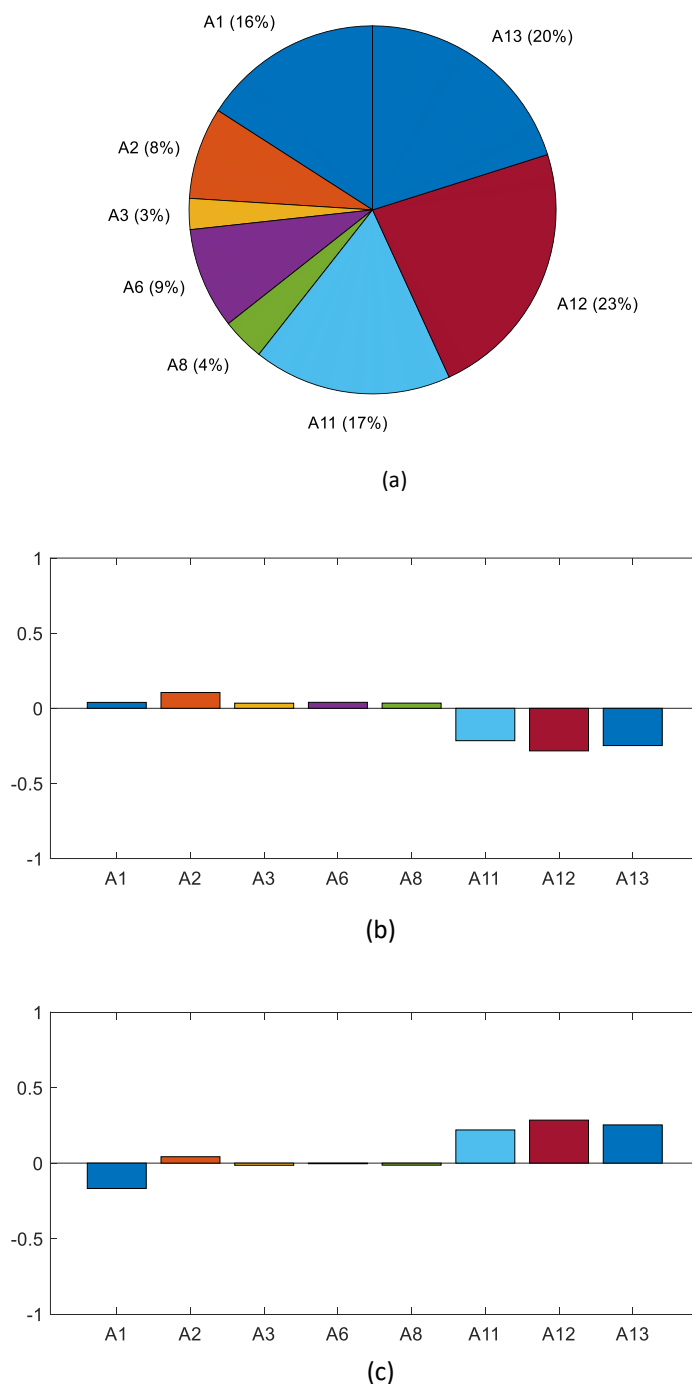 A1 (16%)
A13 (20%)
A2 (8%)
A3 (3%)
A6 (9%)
A12 (23%)
A8 (4%)
A11 (17%)
(a)
1
0.5
0
-0.5
-1
A1 A2 A3 A6 A8 A11 A12 A13
(b)
1
0.5
0
-0.5
-1
A1 A2 A3 A6 A8 A11 A12 A13
(c)